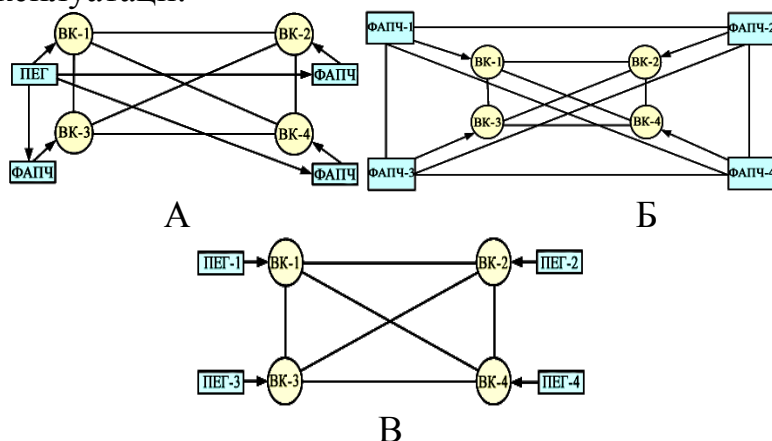 ксплуатації.
ВК-1 ВК-2 ФАПЧ-1 ФАПЧ-2
ПЕГ ФАПЧ ВК-1 ВК-2
ВК-3 ВК-4 ВК-3 ВК-4
ФАПЧ ФАПЧ ФАПЧ-3 ФАПЧ-4
А Б
ПЕГ-1 ВК-1 ВК-2 ПЕГ-2
ПЕГ-3 ВК-3 ВК-4 ПЕГ-4
В